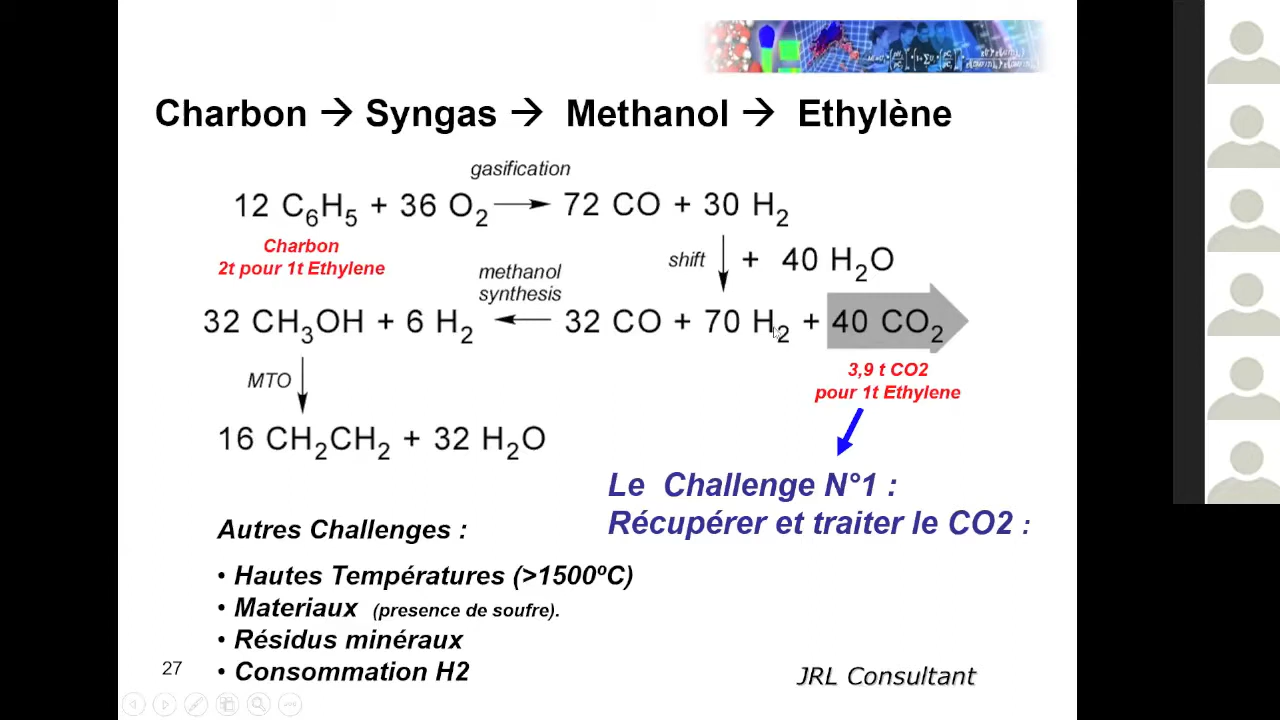 Charbon → Syngas → Methanol → Ethylène
gasification
12 C6H5 + 36 O2 → 72 CO + 30 H2
Charbon
2t pour 1t Ethylene
shift ↓ + 40 H2O
methanol
synthesis
32 CH3OH + 6 H2 ← 32 CO + 70 H2 + 40 CO2
3,9 t CO2
pour 1t Ethylene
MTO
16 CH2CH2 + 32 H2O
Le Challenge N°1 :
Récupérer et traiter le CO2 :
Autres Challenges :
• Hautes Températures (>1500ºC)
• Materiaux (presence de soufre).
• Résidus minéraux
• Consommation H2
27
JRL Consultant